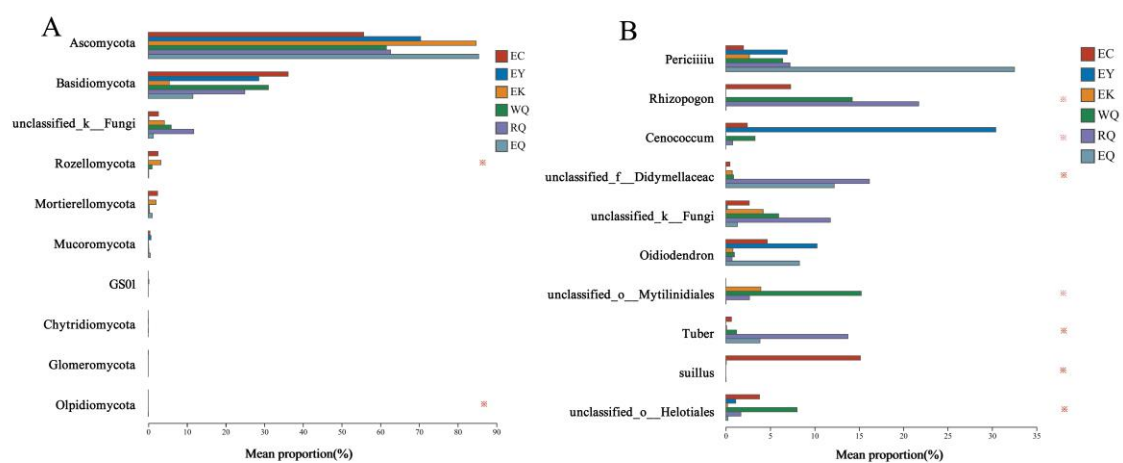 A
Ascomycota
Basidiomycota
unclassified_k__Fungi
Rozellomycota
Mortierellomycota
Mucoromycota
GS01
Chytridiomycota
Glomeromycota
Olpidiomycota
0 10 20 30 40 50 60 70 80 90
Mean proportion(%)
EC
EY
EK
WQ
RQ
EQ
※
※
B
Periciiiiu
Rhizopogon
Cenococcum
unclassified_f__Didymellaceac
unclassified_k__Fungi
Oidiodendron
unclassified_o__Mytilinidiales
Tuber
suillus
unclassified_o__Helotiales
0 5 10 15 20 25 30 35
Mean proportion(%)
EC
EY
EK
WQ
RQ
EQ
※
※
※
※
※
※
※